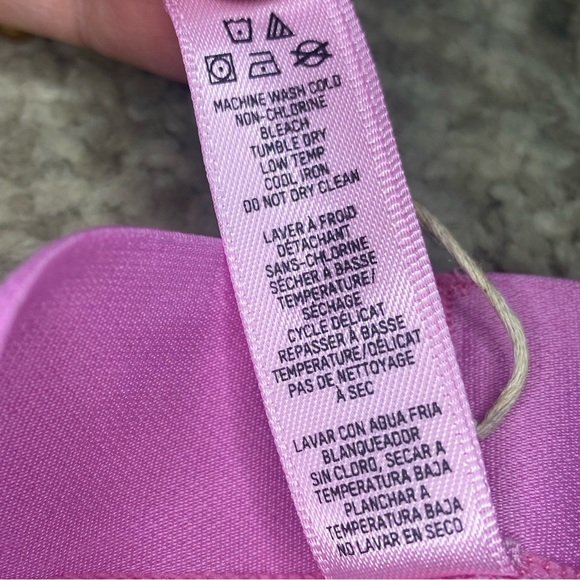 MACHINE WASH COLD
NON-CHLORINE
BLEACH
TUMBLE DRY
LOW TEMP
COOL IRON
DO NOT DRY CLEAN
LAVER À FROID
DÉTACHANT
SANS-CHLORINE
SÉCHER À BASSE
TEMPÉRATURE/
SÉCHAGE
CYCLE DÉLICAT
REPASSER À BASSE
TEMPÉRATURE/DÉLICAT
PAS DE NETTOYAGE
À SEC
LAVAR CON AGUA FRIA
BLANQUEADOR
SIN CLORO, SECAR A
TEMPERATURA BAJA
PLANCHAR A
TEMPERATURA BAJA
NO LAVAR EN SECO